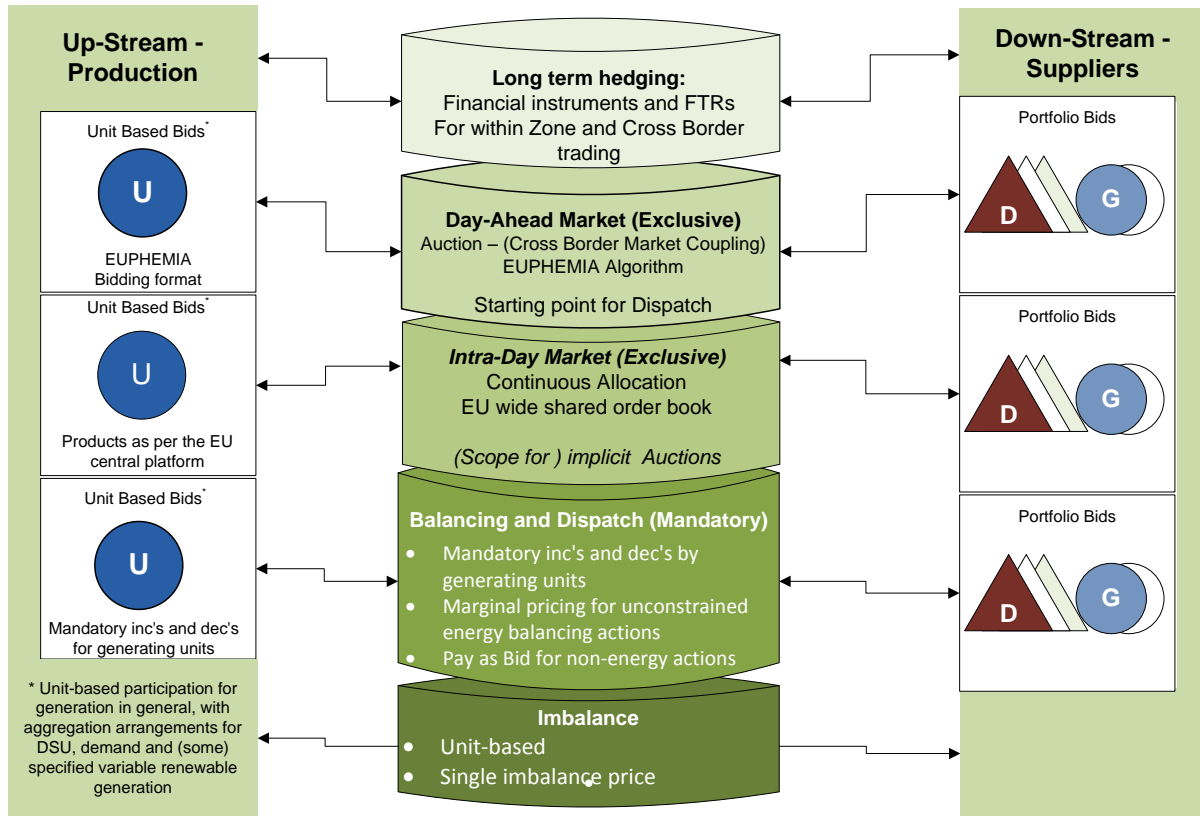 Up-Stream -
Production
Unit Based Bids*
U
EUPHEMIA
Bidding format
Unit Based Bids*
U
Products as per the EU
central platform
Unit Based Bids*
U
Mandatory inc's and dec's
for generating units
* Unit-based participation for
generation in general, with
aggregation arrangements for
DSU, demand and (some)
specified variable renewable
generation
Long term hedging:
Financial instruments and FTRs
For within Zone and Cross Border
trading
Day-Ahead Market (Exclusive)
Auction – (Cross Border Market Coupling)
EUPHEMIA Algorithm
Starting point for Dispatch
Intra-Day Market (Exclusive)
Continuous Allocation
EU wide shared order book
(Scope for ) implicit Auctions
Balancing and Dispatch (Mandatory)
• Mandatory inc's and dec's by
generating units
• Marginal pricing for unconstrained
energy balancing actions
• Pay as Bid for non-energy actions
Imbalance
• Unit-based
• Single imbalance price
•
Down-Stream -
Suppliers
Portfolio Bids
D
G
Portfolio Bids
D
G
Portfolio Bids
D
G